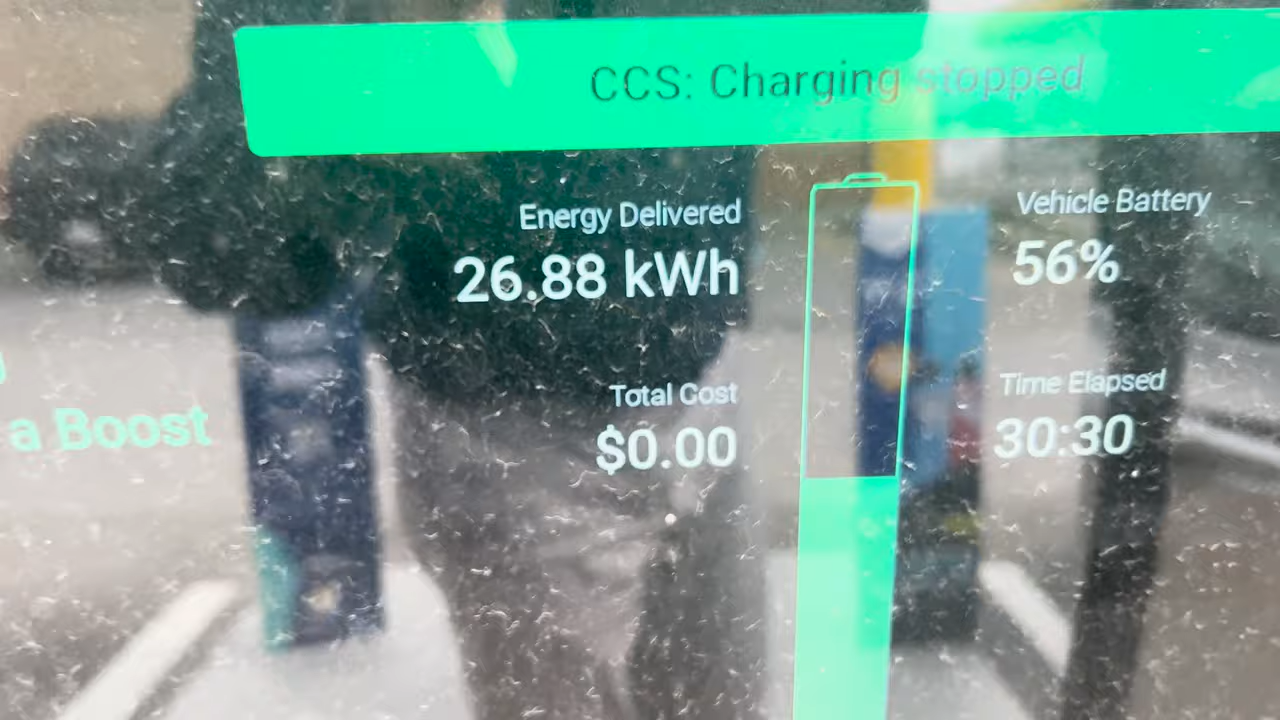 CCS: Charging stopped
Energy Delivered
26.88 kWh
Vehicle Battery
56%
Total Cost
$0.00
Time Elapsed
30:30
a Boost